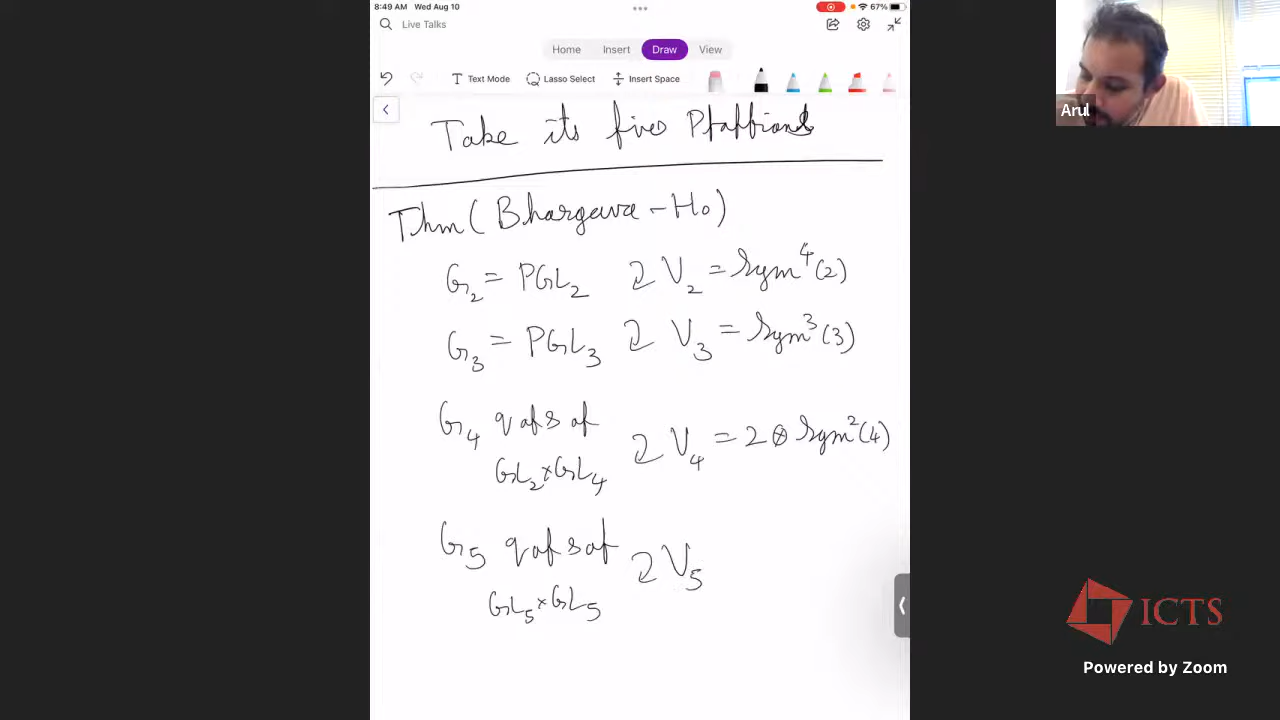 8:49 AM Wed Aug 10
67%
Live Talks
Home Insert Draw View
Text Mode Lasso Select Insert Space
Arul
Take its five Pfaffians
Thm (Bhargava - Ho)
G₂ = PGL₂ V₂ = Sym⁴(2)
G₃ = PGL₃ V₃ = Sym³(3)
G₄ q of s of
GL₂ × GL₄ V₄ = 2 ⊗ Sym²(4)
G₅ q of s of
GL₅ × GL₅ V₅
ICTS
Powered by Zoom